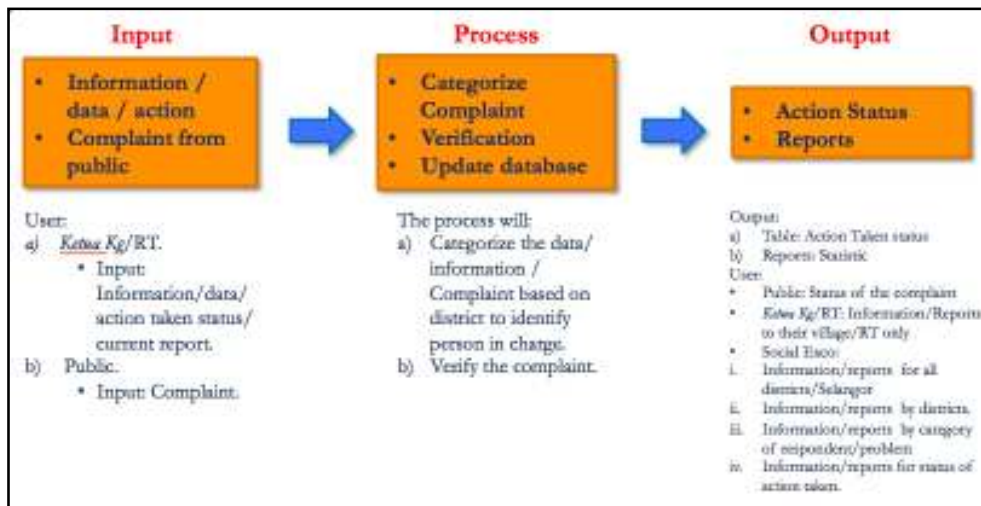 Input
• Information /
data / action
• Complaint from
public
User:
a) Ketua Kg/RT.
▪ Input:
Information/data/
action taken status/
current report.
b) Public.
▪ Input: Complaint.
Process
• Categorize
Complaint
• Verification
• Update database
The process will:
a) Categorize the data/
information /
Complaint based on
district to identify
person in charge.
b) Verify the complaint.
Output
• Action Status
• Reports
Output:
a) Table: Action Taken status
b) Reports: Statistic
User:
• Public: Status of the complaint
• Ketua Kg/RT: Information/Reports
to their village/RT only
• Social Exco:
i. Information/reports for all
districts/Selangor
ii. Information/reports by districts.
iii. Information/reports by category
of respondent/problem
iv. Information/reports for status of
action taken.